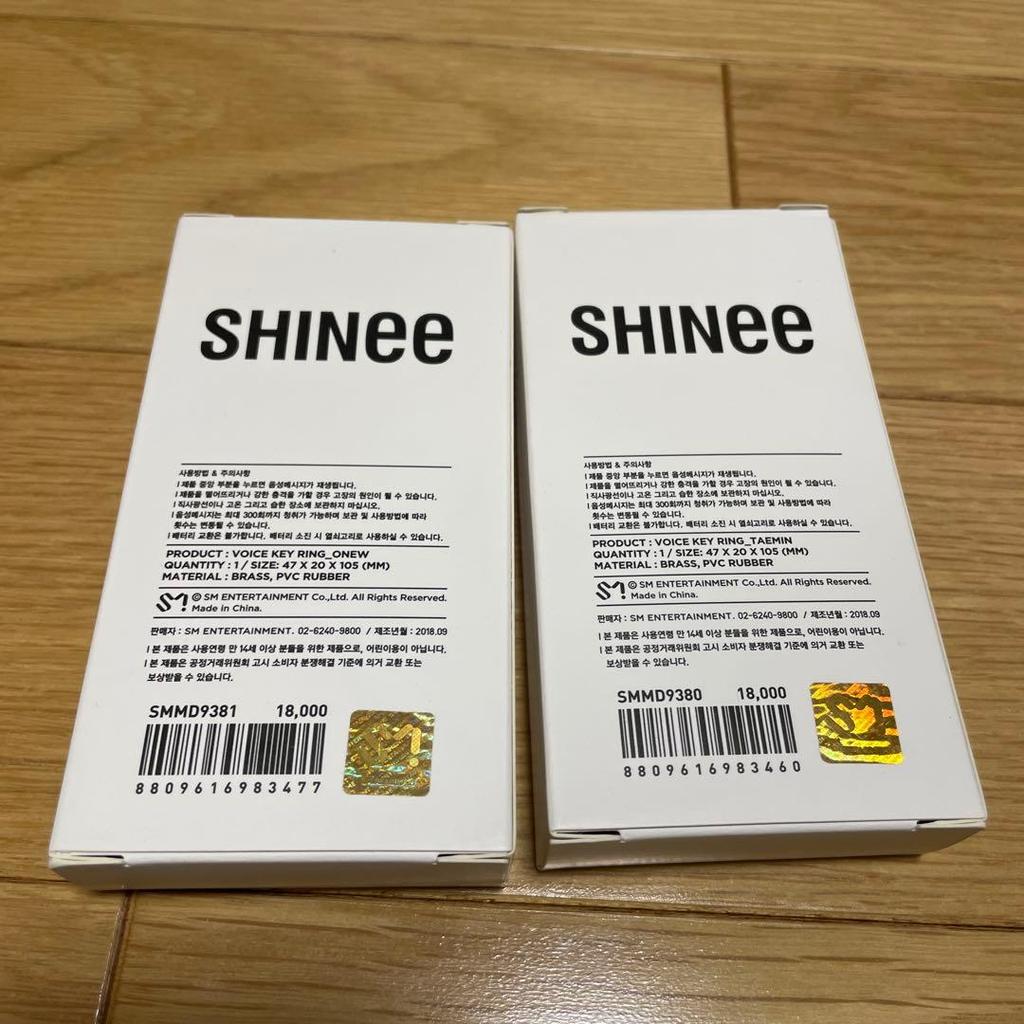 SHINee
사용방법 & 주의사항
ㅣ제품 중앙 부분을 누르면 음성메시지가 재생됩니다.
ㅣ제품을 떨어뜨리거나 강한 충격을 가할 경우 고장의 원인이 될 수 있습니다.
ㅣ직사광선이나 고온 그리고 습한 장소에 보관하지 마십시오.
ㅣ음성메시지는 최대 300회까지 청취가 가능하며 보관 및 사용방법에 따라
횟수는 변동될 수 있습니다.
ㅣ배터리 교환은 불가합니다. 배터리 소진 시 열쇠고리로 사용하실 수 있습니다.
PRODUCT : VOICE KEY RING_ONEW
QUANTITY : 1 / SIZE: 47 X 20 X 105 (MM)
MATERIAL : BRASS, PVC RUBBER
SM
© SM ENTERTAINMENT Co.,Ltd. All Rights Reserved.
Made in China.
판매자 : SM ENTERTAINMENT. 02-6240-9800 / 제조년월 : 2018.09
ㅣ본 제품은 사용연령 만 14세 이상 분들을 위한 제품으로, 어린이용이 아닙니다.
ㅣ본 제품은 공정거래위원회 고시 소비자 분쟁해결 기준에 의거 교환 또는
보상받을 수 있습니다.
SMMD9381 18,000
8809616983477
SM
SHINee
사용방법 & 주의사항
ㅣ제품 중앙 부분을 누르면 음성메시지가 재생됩니다.
ㅣ제품을 떨어뜨리거나 강한 충격을 가할 경우 고장의 원인이 될 수 있습니다.
ㅣ직사광선이나 고온 그리고 습한 장소에 보관하지 마십시오.
ㅣ음성메시지는 최대 300회까지 청취가 가능하며 보관 및 사용방법에 따라
횟수는 변동될 수 있습니다.
ㅣ배터리 교환은 불가합니다. 배터리 소진 시 열쇠고리로 사용하실 수 있습니다.
PRODUCT : VOICE KEY RING_TAEMIN
QUANTITY : 1 / SIZE: 47 X 20 X 105 (MM)
MATERIAL : BRASS, PVC RUBBER
SM
© SM ENTERTAINMENT Co.,Ltd. All Rights Reserved.
Made in China.
판매자 : SM ENTERTAINMENT. 02-6240-9800 / 제조년월 : 2018.09
ㅣ본 제품은 사용연령 만 14세 이상 분들을 위한 제품으로, 어린이용이 아닙니다.
ㅣ본 제품은 공정거래위원회 고시 소비자 분쟁해결 기준에 의거 교환 또는
보상받을 수 있습니다.
SMMD9380 18,000
8809616983460
SM